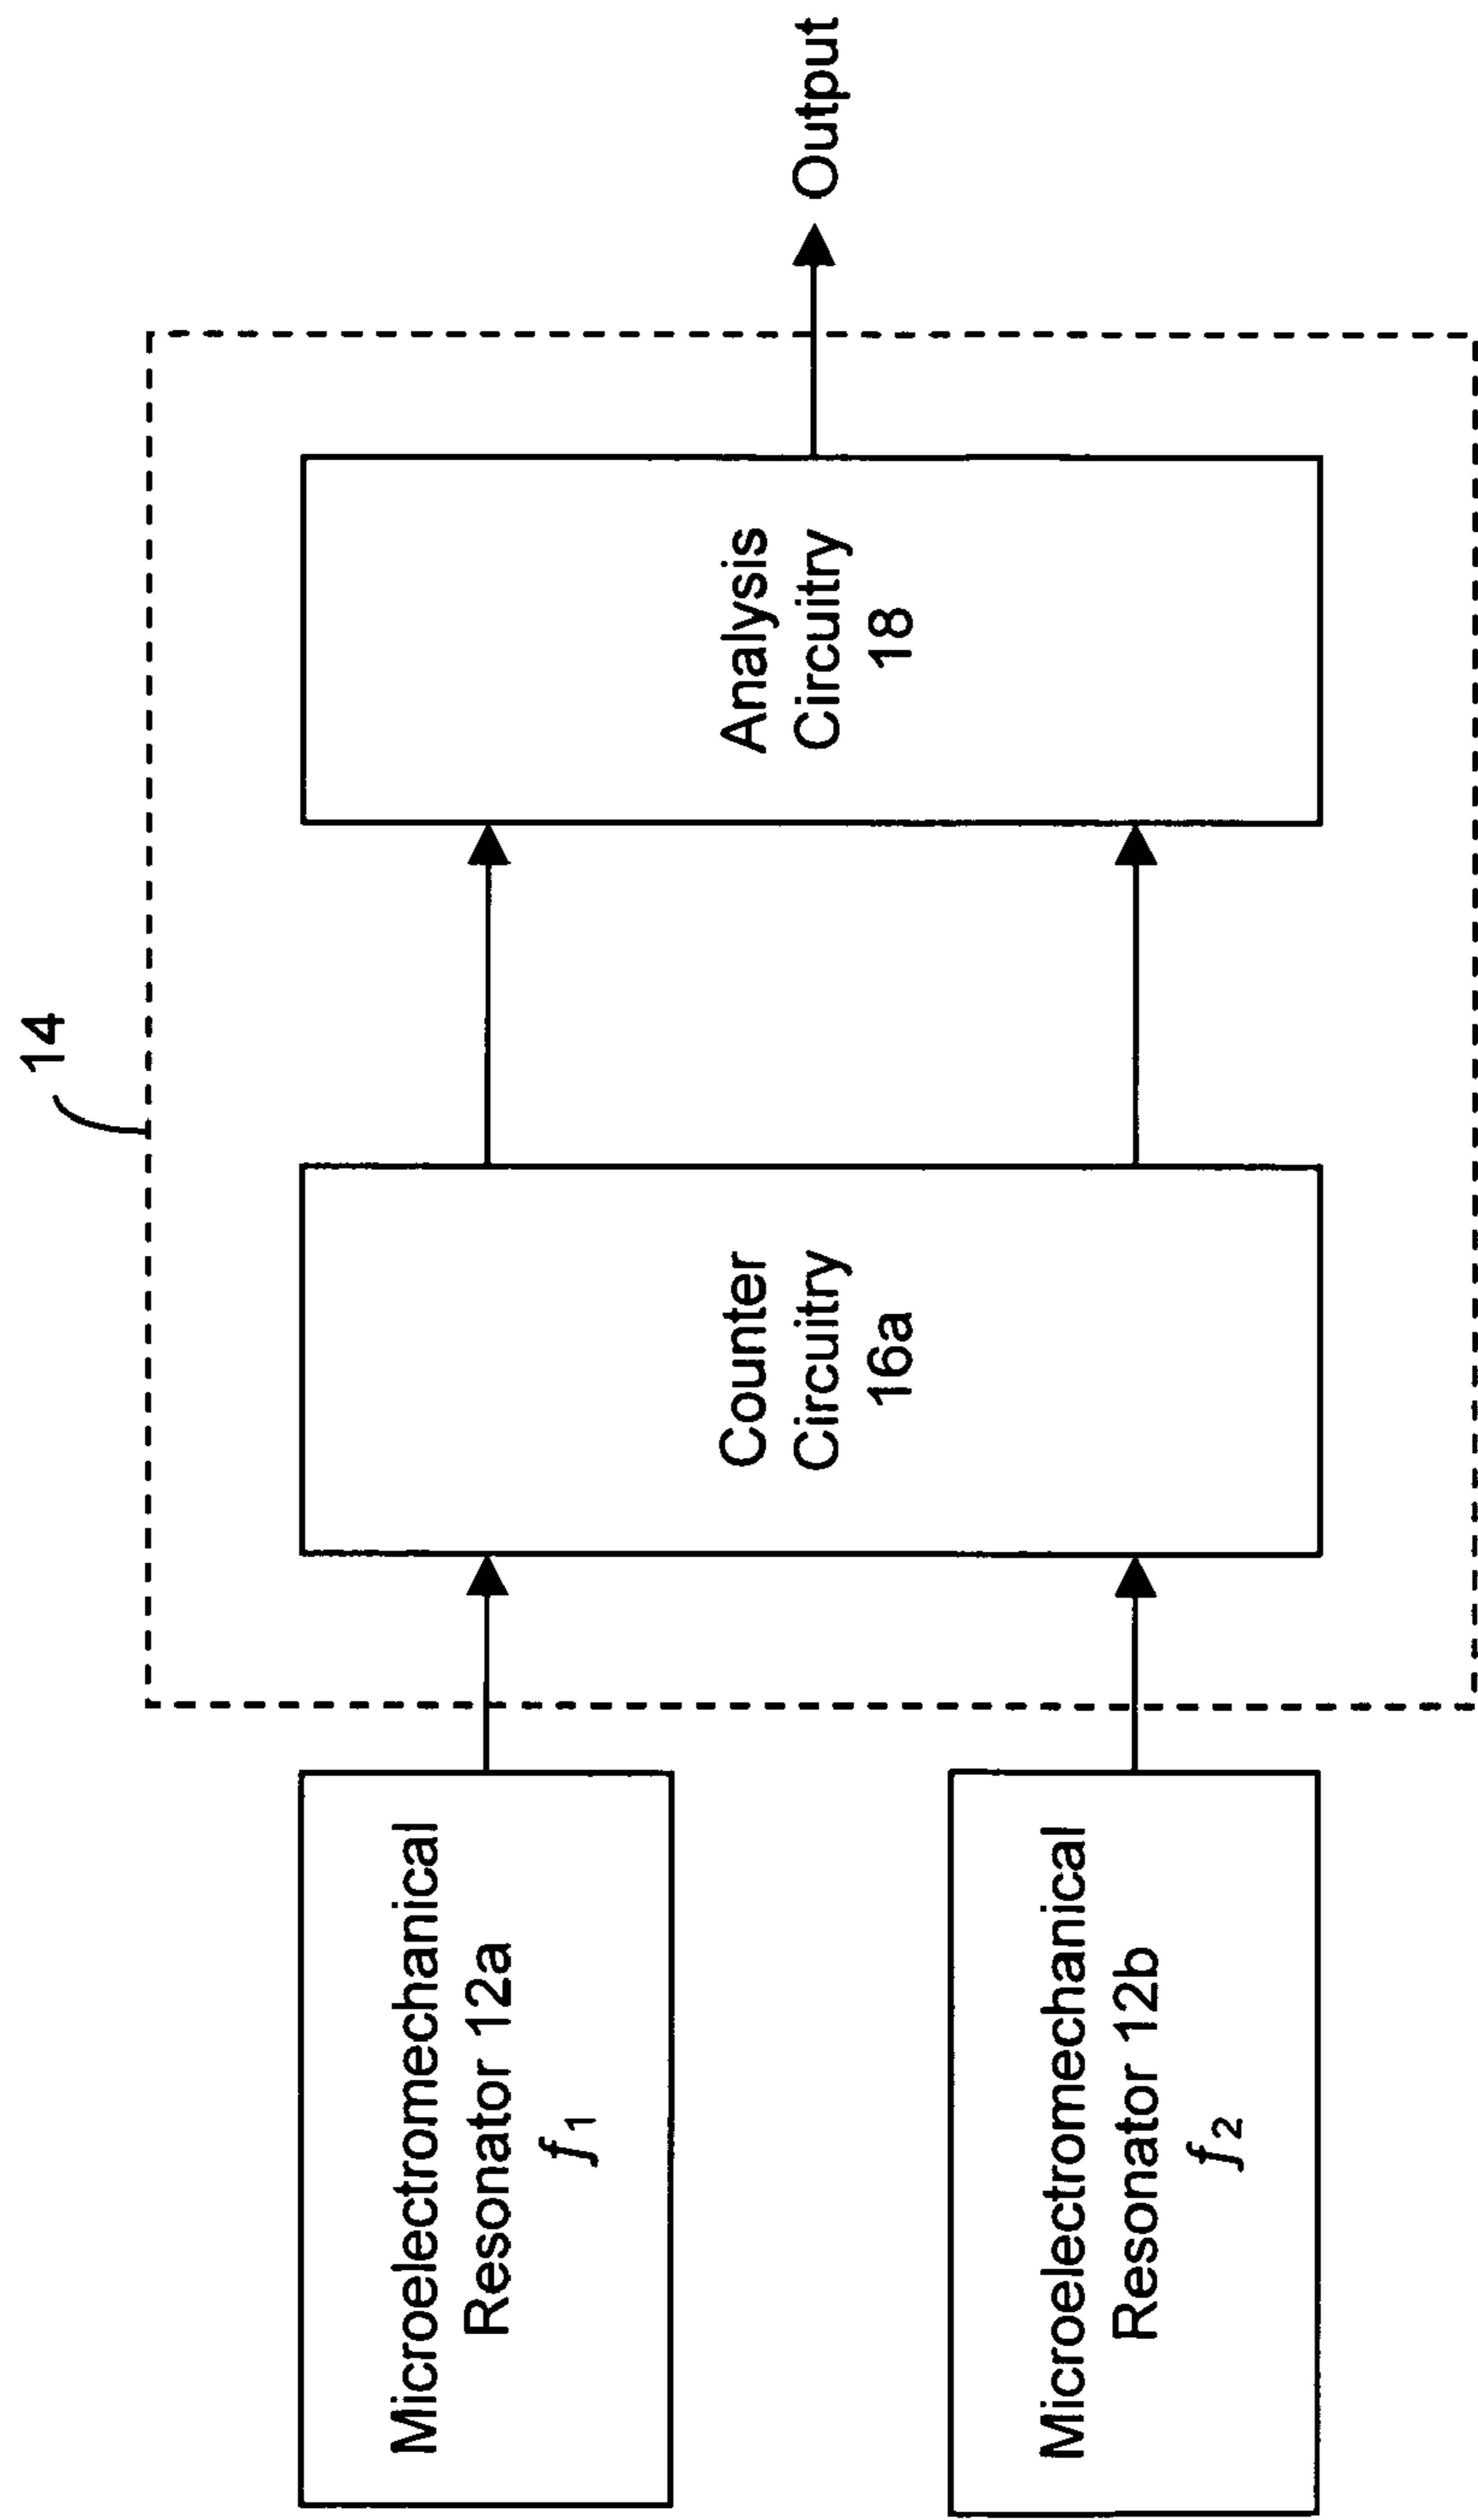 14
Microelectromechanical
Resonator 12a
f1
Microelectromechanical
Resonator 12b
f2
Counter
Circuitry
16a
Analysis
Circuitry
18
Output